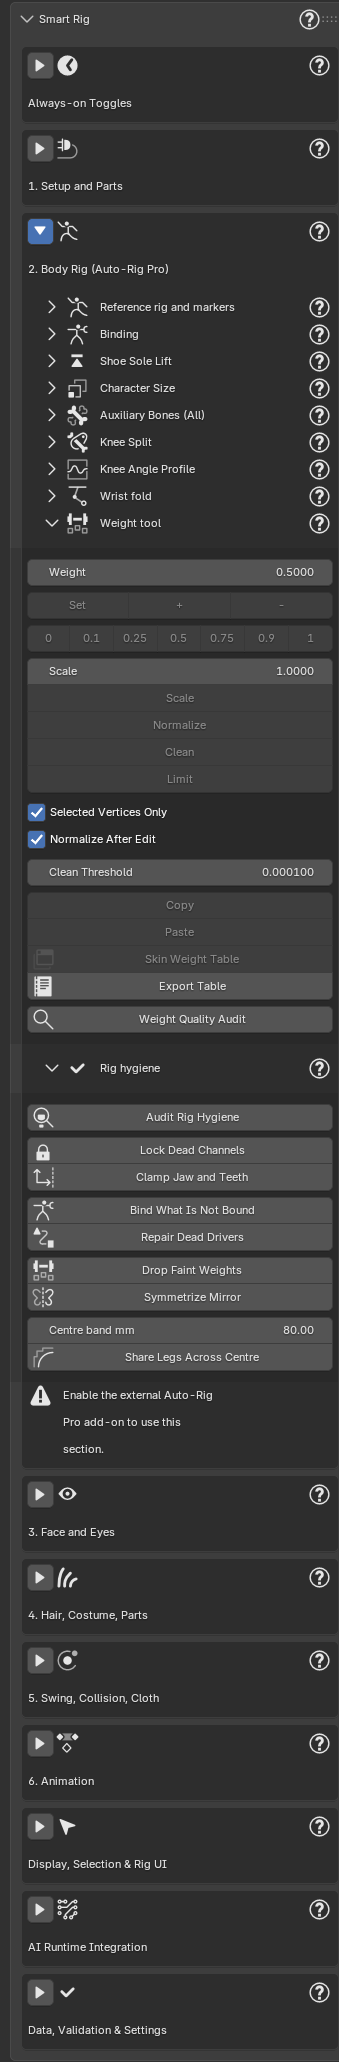 Smart Rig
Always-on Toggles
1. Setup and Parts
2. Body Rig (Auto-Rig Pro)
Reference rig and markers
Binding
Shoe Sole Lift
Character Size
Auxiliary Bones (All)
Knee Split
Knee Angle Profile
Wrist fold
Weight tool
Weight 0.5000
Set + -
0 0.1 0.25 0.5 0.75 0.9 1
Scale 1.0000
Scale
Normalize
Clean
Limit
Selected Vertices Only
Normalize After Edit
Clean Threshold 0.000100
Copy
Paste
Skin Weight Table
Export Table
Weight Quality Audit
Rig hygiene
Audit Rig Hygiene
Lock Dead Channels
Clamp Jaw and Teeth
Bind What Is Not Bound
Repair Dead Drivers
Drop Faint Weights
Symmetrize Mirror
Centre band mm 80.00
Share Legs Across Centre
Enable the external Auto-Rig
Pro add-on to use this
section.
3. Face and Eyes
4. Hair, Costume, Parts
5. Swing, Collision, Cloth
6. Animation
Display, Selection & Rig UI
AI Runtime Integration
Data, Validation & Settings